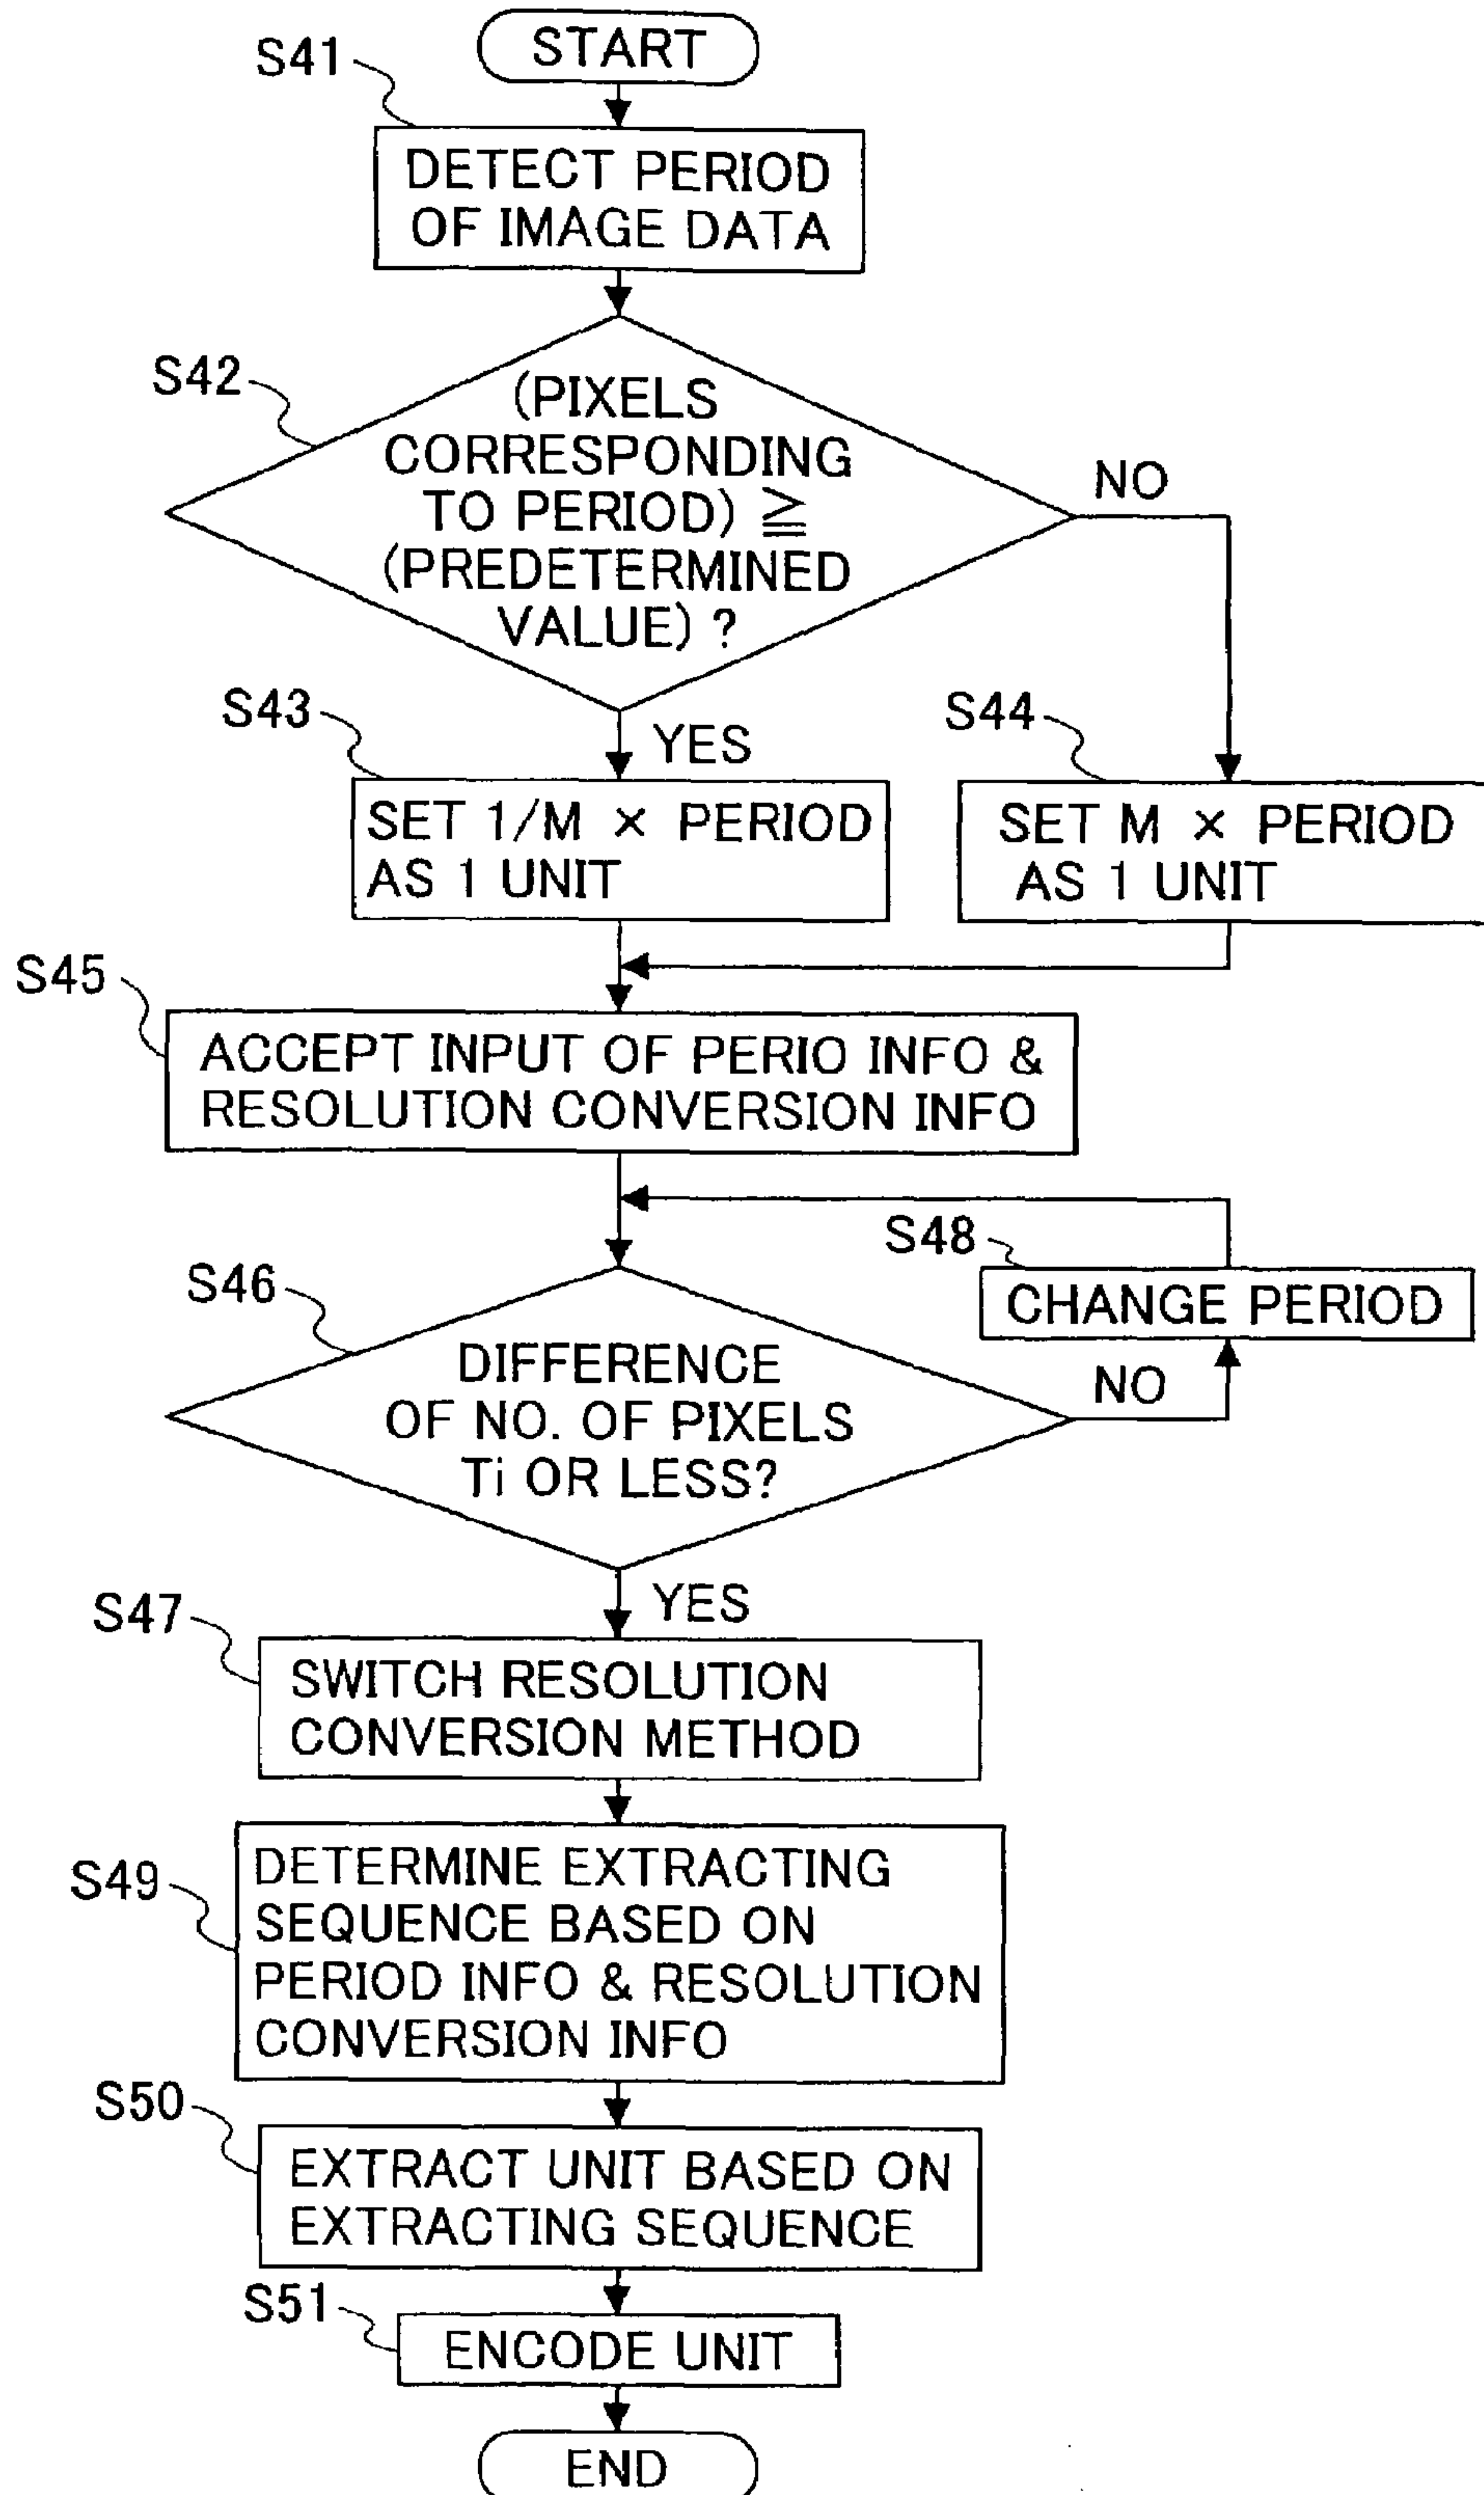 START
S41
DETECT PERIOD
OF IMAGE DATA
S42
(PIXELS
CORRESPONDING
TO PERIOD) ≧
(PREDETERMINED
VALUE) ?
NO
S43
YES
S44
SET 1/M × PERIOD
AS 1 UNIT
SET M × PERIOD
AS 1 UNIT
S45
ACCEPT INPUT OF PERIO INFO &
RESOLUTION CONVERSION INFO
S48
CHANGE PERIOD
S46
DIFFERENCE
OF NO. OF PIXELS
Ti OR LESS?
NO
YES
S47
SWITCH RESOLUTION
CONVERSION METHOD
S49
DETERMINE EXTRACTING
SEQUENCE BASED ON
PERIOD INFO & RESOLUTION
CONVERSION INFO
S50
EXTRACT UNIT BASED ON
EXTRACTING SEQUENCE
S51
ENCODE UNIT
END